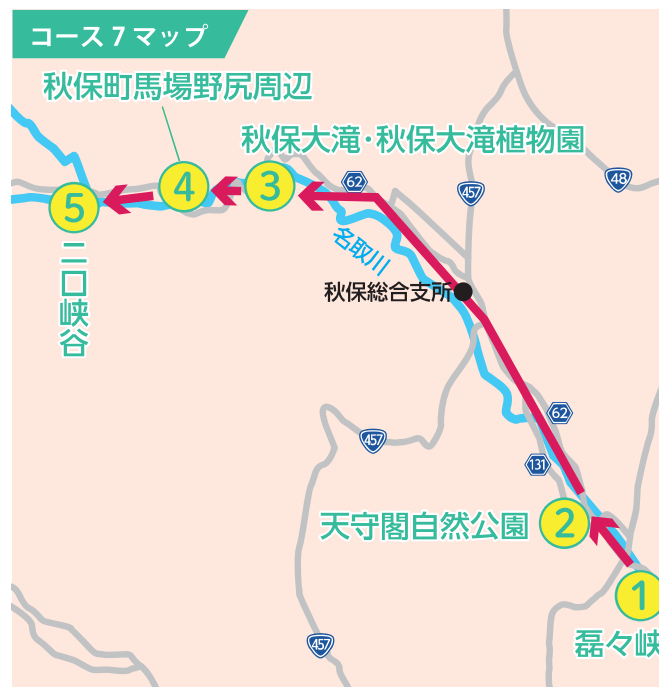 コース7マップ
秋保町馬場野尻周辺
秋保大滝・秋保大滝植物園
48
62
457
4
3
5
名取川
二口峡谷
秋保総合支所
62
457
131
天守閣自然公園
2
1
磊々峡
457